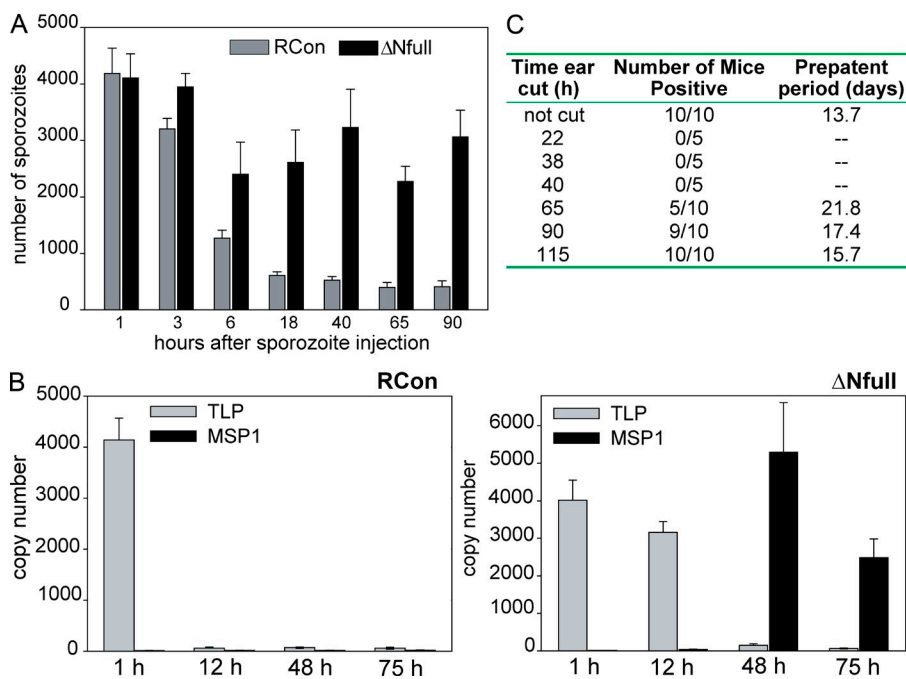 A
RCon ΔNfull
number of sporozoites
5000
4000
3000
2000
1000
0
1 3 6 18 40 65 90
hours after sporozoite injection
C
Time ear cut (h) Number of Mice Positive Prepatent period (days)
not cut 10/10 13.7
22 0/5 --
38 0/5 --
40 0/5 --
65 5/10 21.8
90 9/10 17.4
115 10/10 15.7
B
RCon
TLP
MSP1
copy number
5000
4000
3000
2000
1000
0
1 h 12 h 48 h 75 h
ΔNfull
TLP
MSP1
copy number
6000
5000
4000
3000
2000
1000
0
1 h 12 h 48 h 75 h